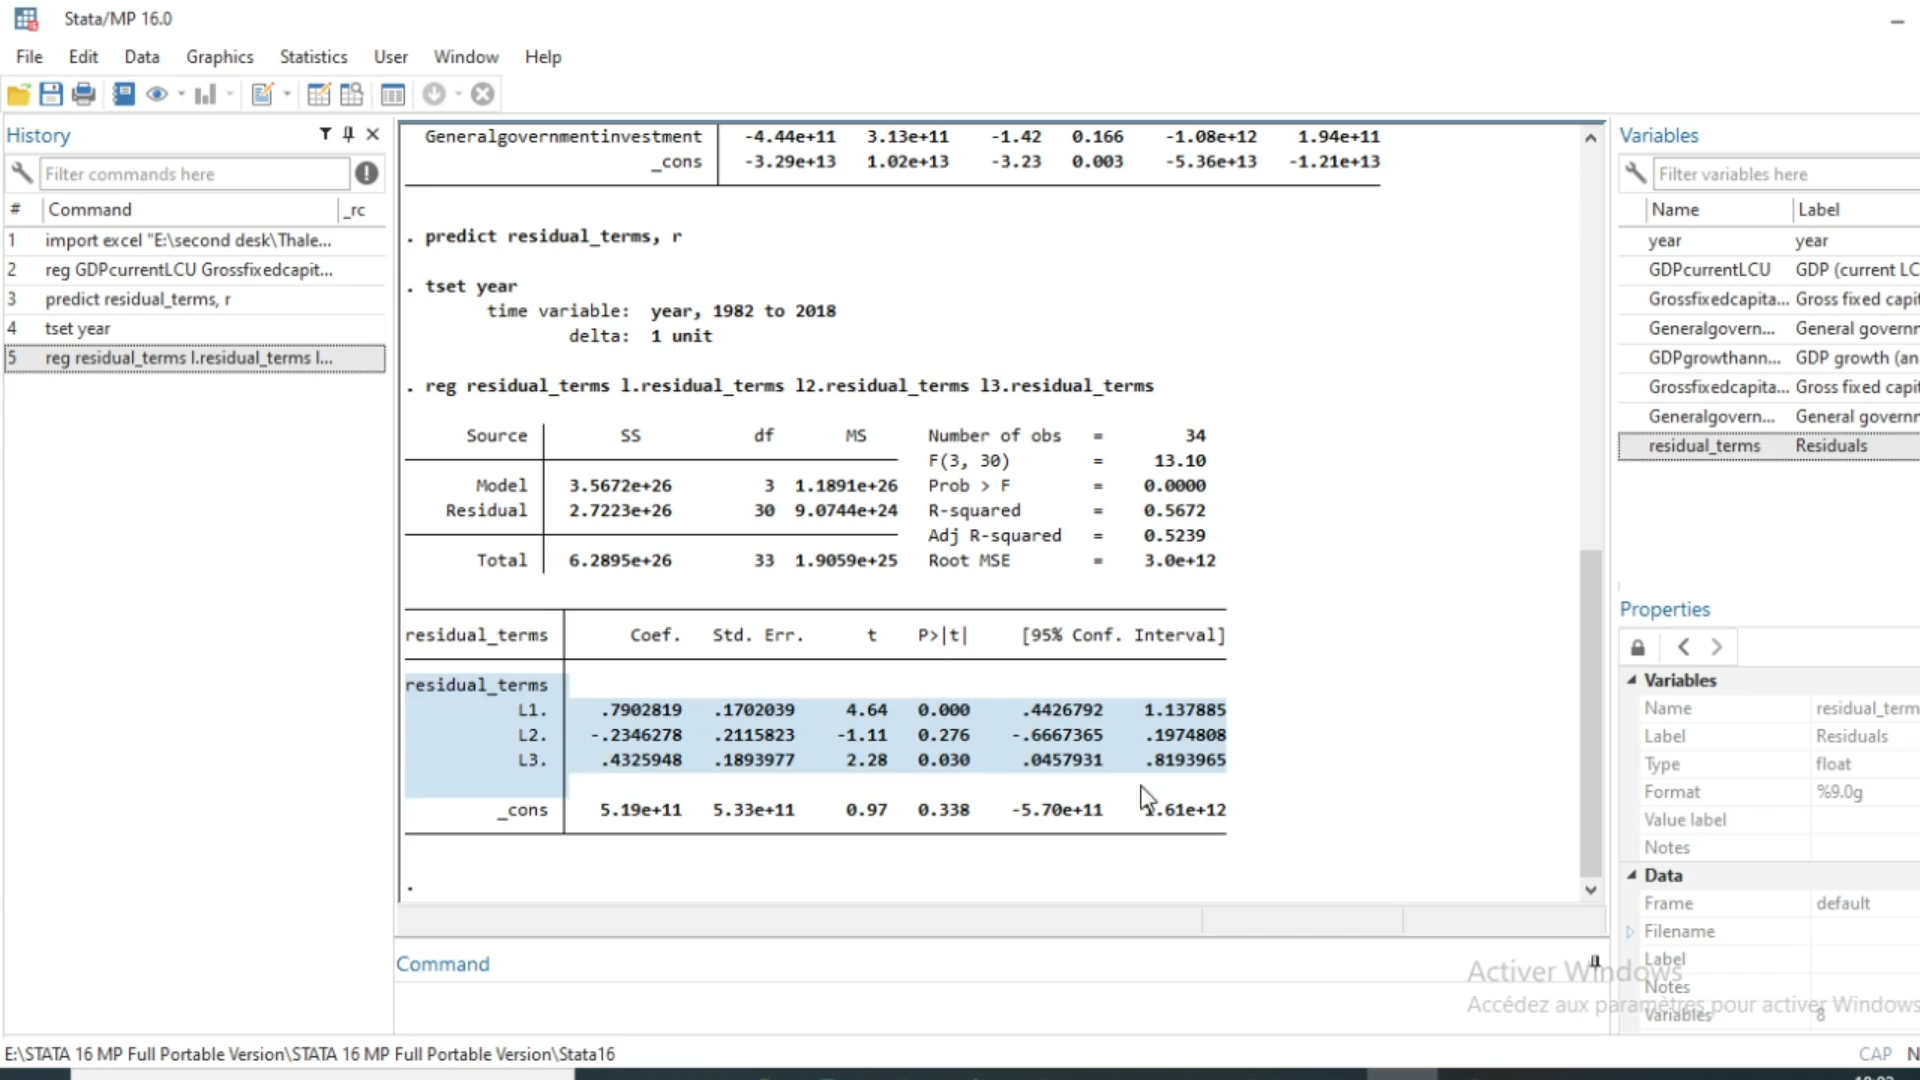 Stata/MP 16.0
File Edit Data Graphics Statistics User Window Help
History
Filter commands here
# Command _rc
1 import excel "E:\second desk\Thale...
2 reg GDPcurrentLCU Grossfixedcapit...
3 predict residual_terms, r
4 tset year
5 reg residual_terms l.residual_terms l...
Generalgovernmentinvestment -4.44e+11 3.13e+11 -1.42 0.166 -1.08e+12 1.94e+11
_cons -3.29e+13 1.02e+13 -3.23 0.003 -5.36e+13 -1.21e+13
. predict residual_terms, r
. tset year
time variable: year, 1982 to 2018
delta: 1 unit
. reg residual_terms l.residual_terms l2.residual_terms l3.residual_terms
Source SS df MS Number of obs = 34
F(3, 30) = 13.10
Model 3.5672e+26 3 1.1891e+26 Prob > F = 0.0000
Residual 2.7223e+26 30 9.0744e+24 R-squared = 0.5672
Adj R-squared = 0.5239
Total 6.2895e+26 33 1.9059e+25 Root MSE = 3.0e+12
residual_terms Coef. Std. Err. t P>|t| [95% Conf. Interval]
residual_terms
L1. .7902819 .1702039 4.64 0.000 .4426792 1.137885
L2. -.2346278 .2115823 -1.11 0.276 -.6667365 .1974808
L3. .4325948 .1893977 2.28 0.030 .0457931 .8193965
_cons 5.19e+11 5.33e+11 0.97 0.338 -5.70e+11 1.61e+12
.
Command
Variables
Filter variables here
Name Label
year year
GDPcurrentLCU GDP (current LC
Grossfixedcapita... Gross fixed capit
Generalgovern... General governr
GDPgrowthann... GDP growth (an
Grossfixedcapita... Gross fixed capit
Generalgovern... General governr
residual_terms Residuals
Properties
Variables
Name residual_term
Label Residuals
Type float
Format %9.0g
Value label
Notes
Data
Frame default
Filename
Label
Notes
Variables 8
Activer Windows
Accédez aux paramètres pour activer Windows
E:\STATA 16 MP Full Portable Version\STATA 16 MP Full Portable Version\Stata16
CAP N